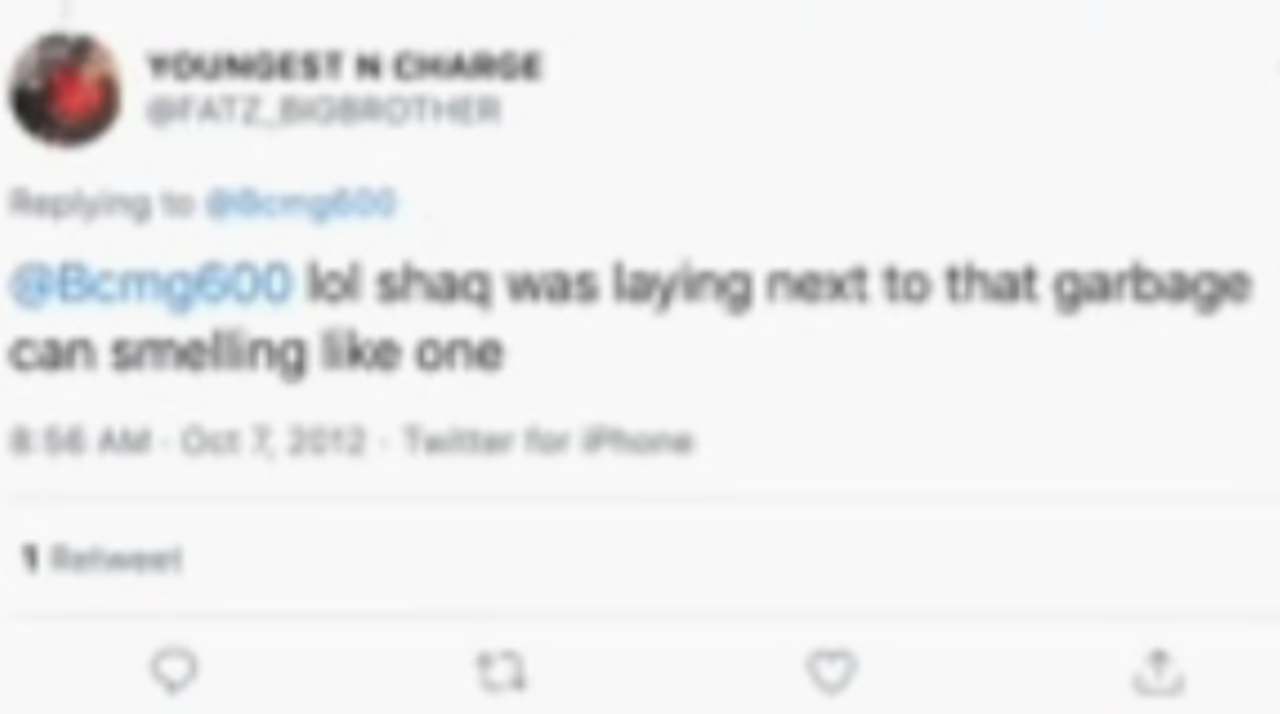 YOUNGEST N CHARGE
@FATZ_BIGBROTHER
Replying to @Bcmg600
@Bcmg600 lol shaq was laying next to that garbage
can smelling like one
8:56 AM · Oct 7, 2012 · Twitter for iPhone
1 Retweet